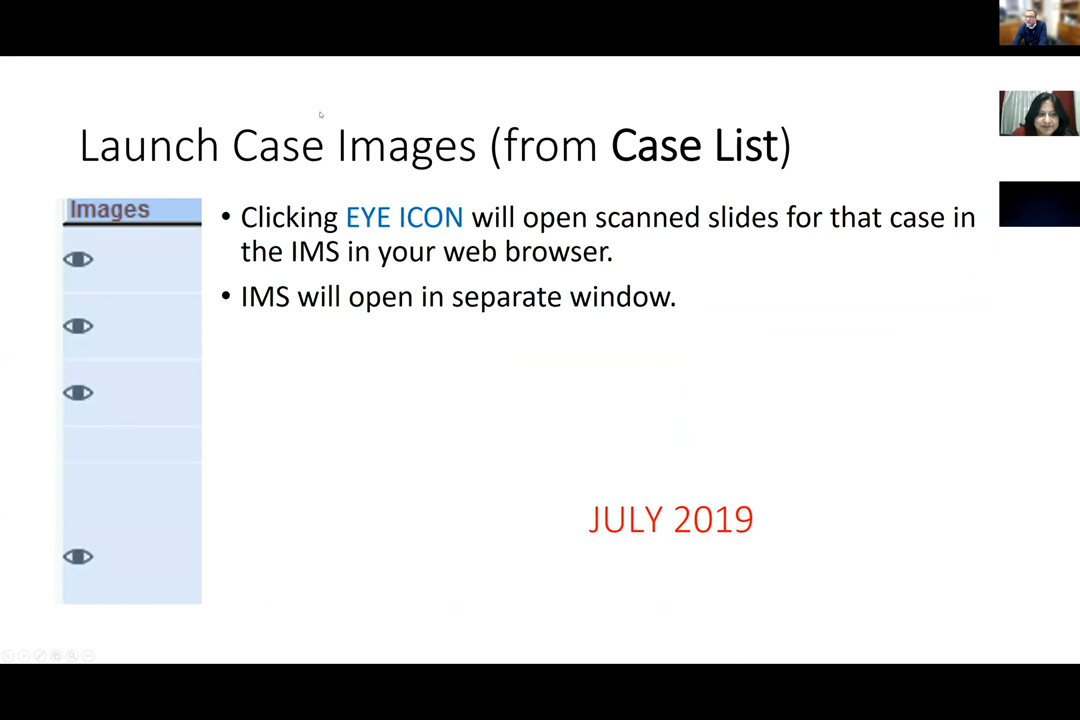 Launch Case Images (from Case List)
Images
• Clicking EYE ICON will open scanned slides for that case in
the IMS in your web browser.
• IMS will open in separate window.
JULY 2019